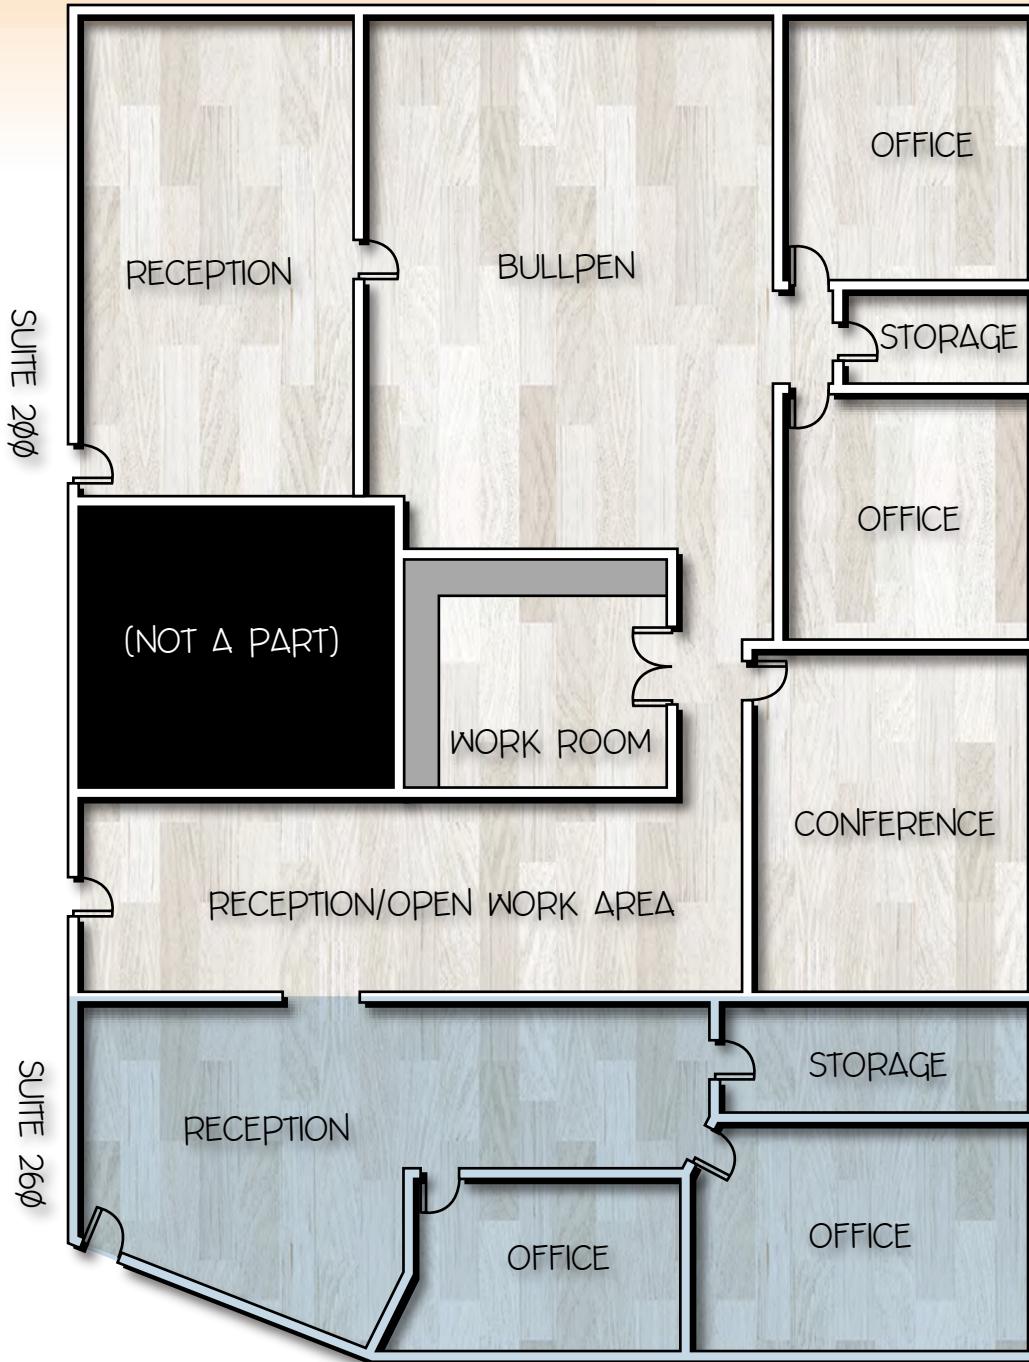 OFFICE
RECEPTION
BULLPEN
STORAGE
SUITE 200
OFFICE
(NOT A PART)
WORK ROOM
CONFERENCE
RECEPTION/OPEN WORK AREA
STORAGE
SUITE 260
RECEPTION
OFFICE
OFFICE